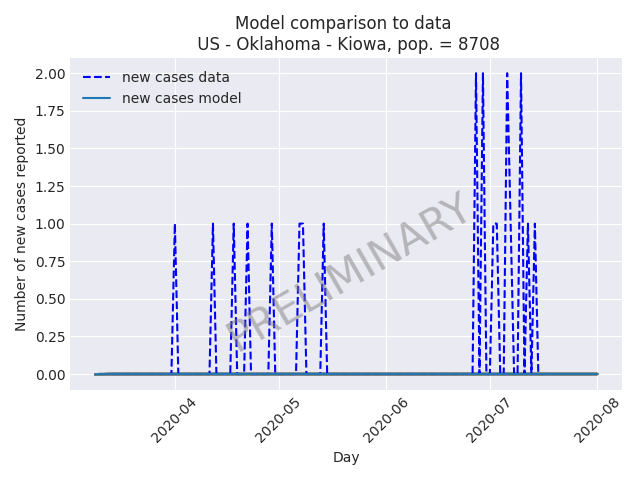 Model comparison to data
US - Oklahoma - Kiowa, pop. = 8708
new cases data
new cases model
Number of new cases reported
2.00
1.75
1.50
1.25
1.00
0.75
0.50
0.25
0.00
PRELIMINARY
2020-04
2020-05
2020-06
2020-07
2020-08
Day